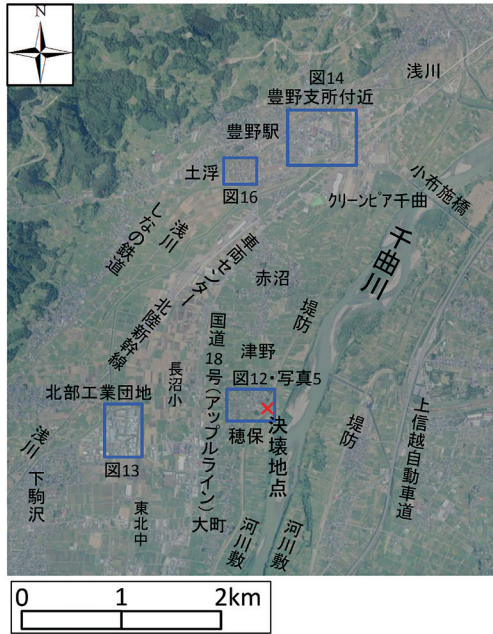 浅川
図14
豊野支所付近
豊野駅
土浮
図16
小布施橋
クリーンピア千曲
千曲川
浅川
しなの鉄道
車両センター
北陸新幹線
赤沼
堤防
国道18号(アップルライン)
津野
長沼小
図12・写真5
北部工業団地
穂保
決壊地点
堤防
上信越自動車道
浅川
図13
下駒沢
東北中
大町
河川敷
河川敷
0 1 2km